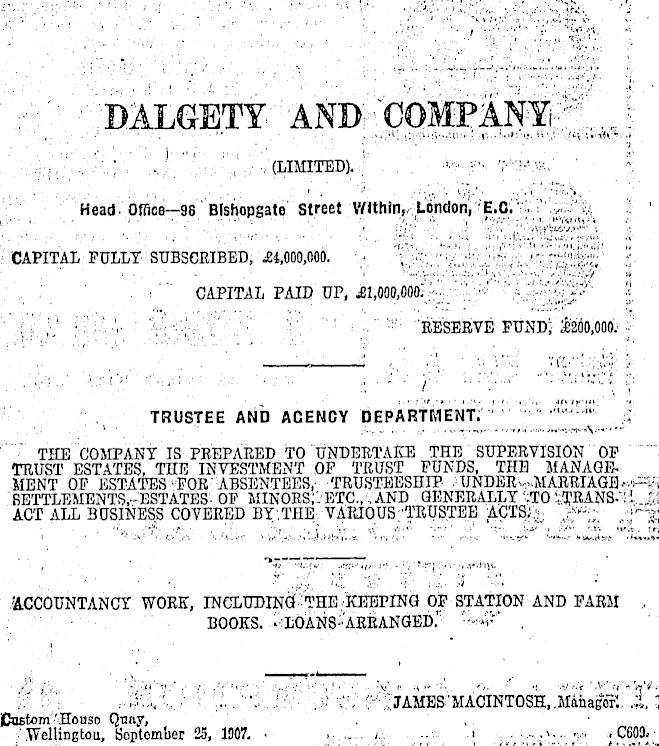 DALGETY AND COMPANY
(LIMITED).
Head Office—96 Bishopgate Street Within, London, E.C.
CAPITAL FULLY SUBSCRIBED, £4,000,000.
CAPITAL PAID UP, £1,000,000.
RESERVE FUND, £200,000.
TRUSTEE AND AGENCY DEPARTMENT.
THE COMPANY IS PREPARED TO UNDERTAKE THE SUPERVISION OF
TRUST ESTATES, THE INVESTMENT OF TRUST FUNDS, THE MANAGE-
MENT OF ESTATES FOR ABSENTEES, TRUSTEESHIP UNDER MARRIAGE
SETTLEMENTS, ESTATES OF MINORS, ETC., AND GENERALLY TO TRANS-
ACT ALL BUSINESS COVERED BY THE VARIOUS TRUSTEE ACTS.
ACCOUNTANCY WORK, INCLUDING THE KEEPING OF STATION AND FARM
BOOKS. LOANS ARRANGED.
JAMES MACINTOSH, Manager.
Custom House Quay,
Wellington, September 25, 1907.
C609.